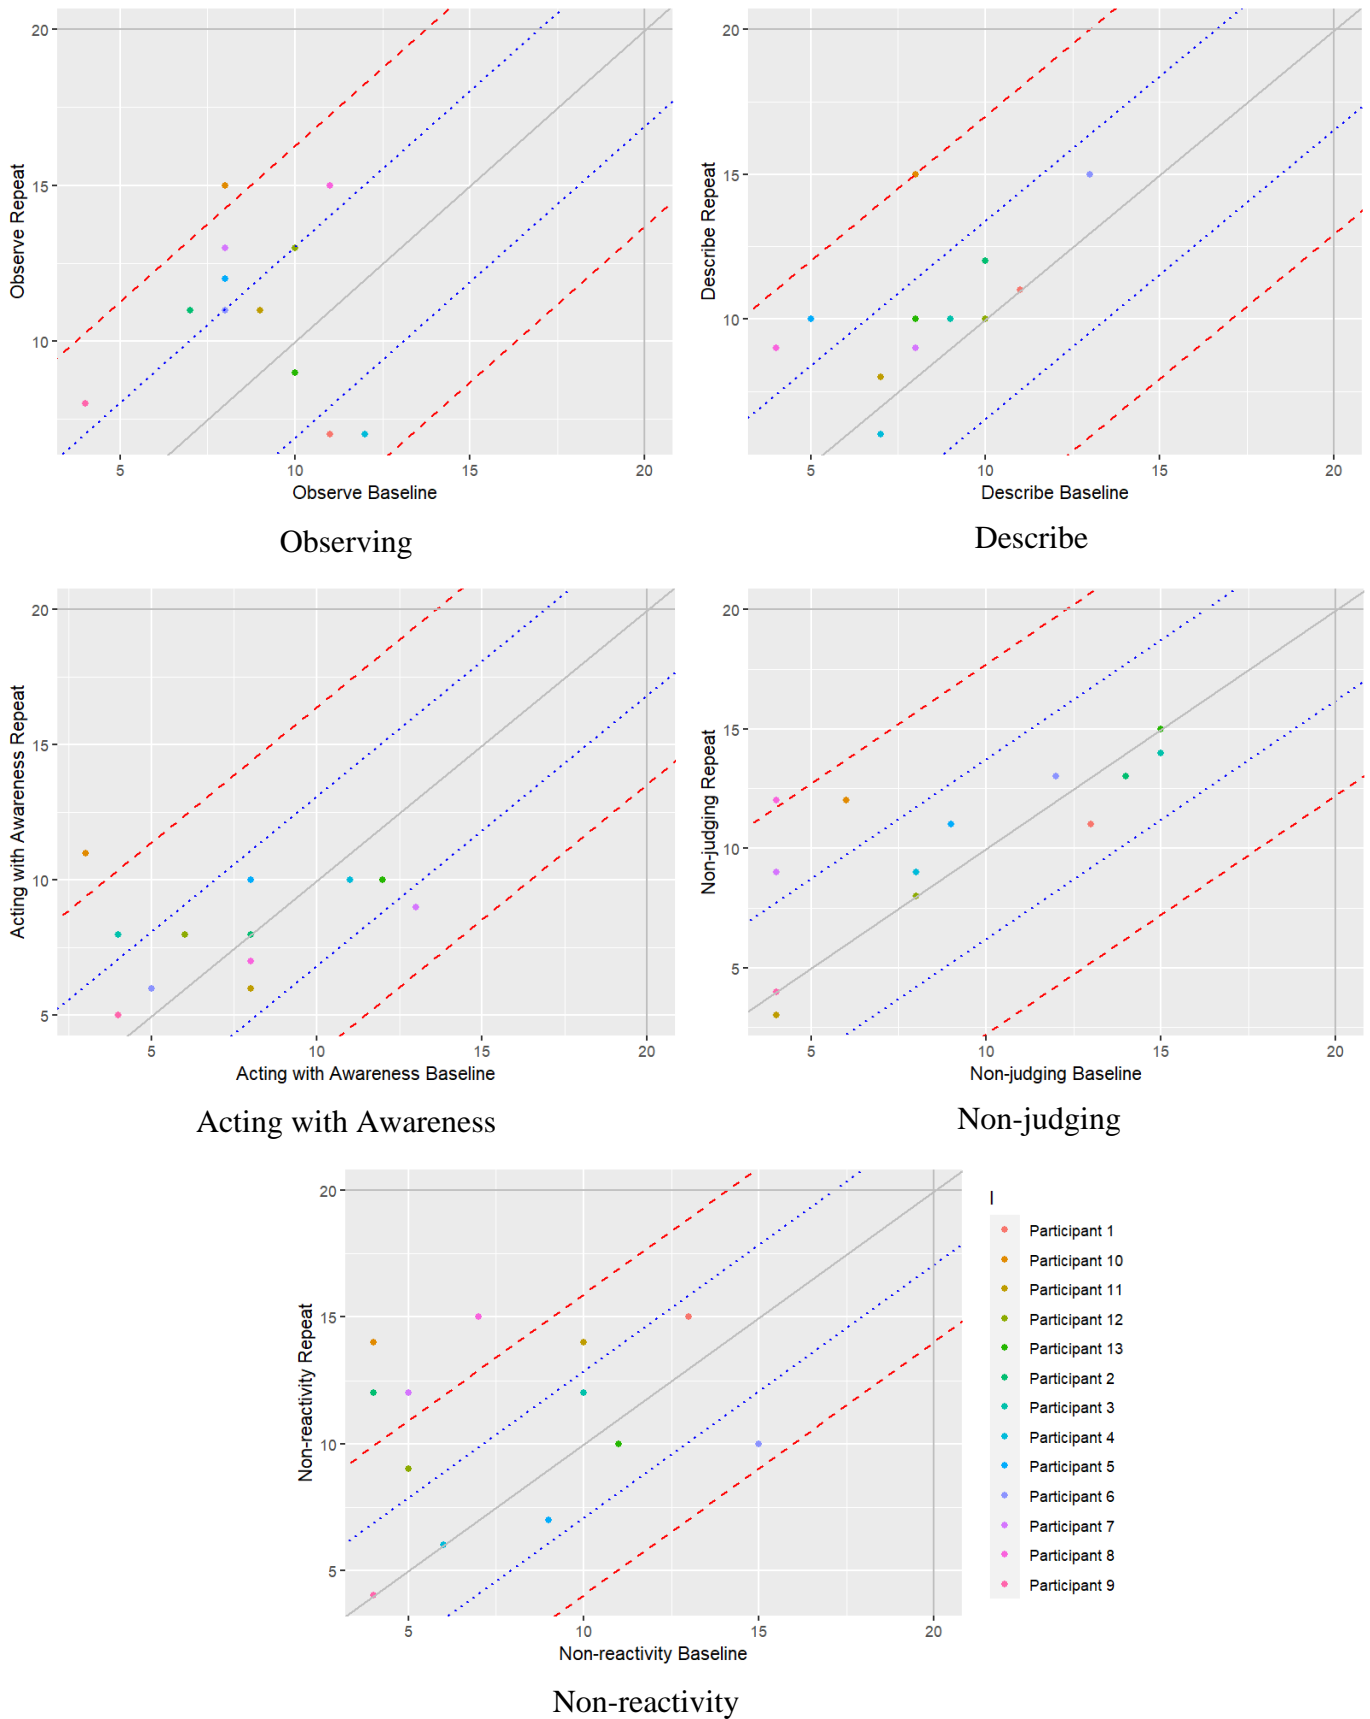 20
15
10
Observe Repeat
5
10
15
20
Observe Baseline
Observing
20
15
10
Describe Repeat
5
10
15
20
Describe Baseline
Describe
20
15
10
5
Acting with Awareness Repeat
5
10
15
20
Acting with Awareness Baseline
Acting with Awareness
20
15
10
5
Non-judging Repeat
5
10
15
20
Non-judging Baseline
Non-judging
20
15
10
5
Non-reactivity Repeat
5
10
15
20
Non-reactivity Baseline
Non-reactivity
I
Participant 1
Participant 10
Participant 11
Participant 12
Participant 13
Participant 2
Participant 3
Participant 4
Participant 5
Participant 6
Participant 7
Participant 8
Participant 9